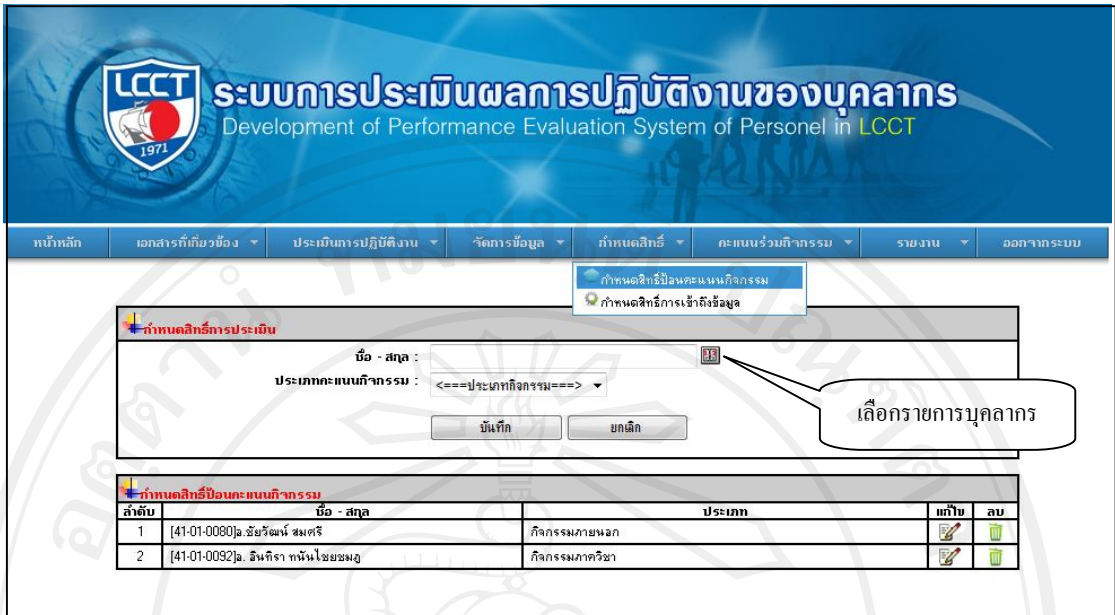 LCCT
1971
ระบบการประเมินผลการปฏิบัติงานของบุคลากร
Development of Performance Evaluation System of Personel in LCCT
หน้าหลัก เอกสารที่เกี่ยวข้อง ประเมินการปฏิบัติงาน จัดการข้อมูล กำหนดสิทธิ์ คะแนนร่วมกิจกรรม รายงาน ออกจากระบบ
กำหนดสิทธิ์ป้อนคะแนนกิจกรรม
กำหนดสิทธิ์การเข้าถึงข้อมูล
กำหนดสิทธิ์การประเมิน
ชื่อ - สกุล :
ประเภทคะแนนกิจกรรม : <===ประเภทกิจกรรม===>
บันทึก ยกเลิก
เลือกรายการบุคลากร
กำหนดสิทธิ์ป้อนคะแนนกิจกรรม
ลำดับ ชื่อ - สกุล ประเภท แก้ไข ลบ
1 [41-01-0080]อ.ชัยวัฒน์ สมศรี กิจกรรมภายนอก
2 [41-01-0092]อ. อินทิรา ทนันไชยชมภู กิจกรรมภาควิชา